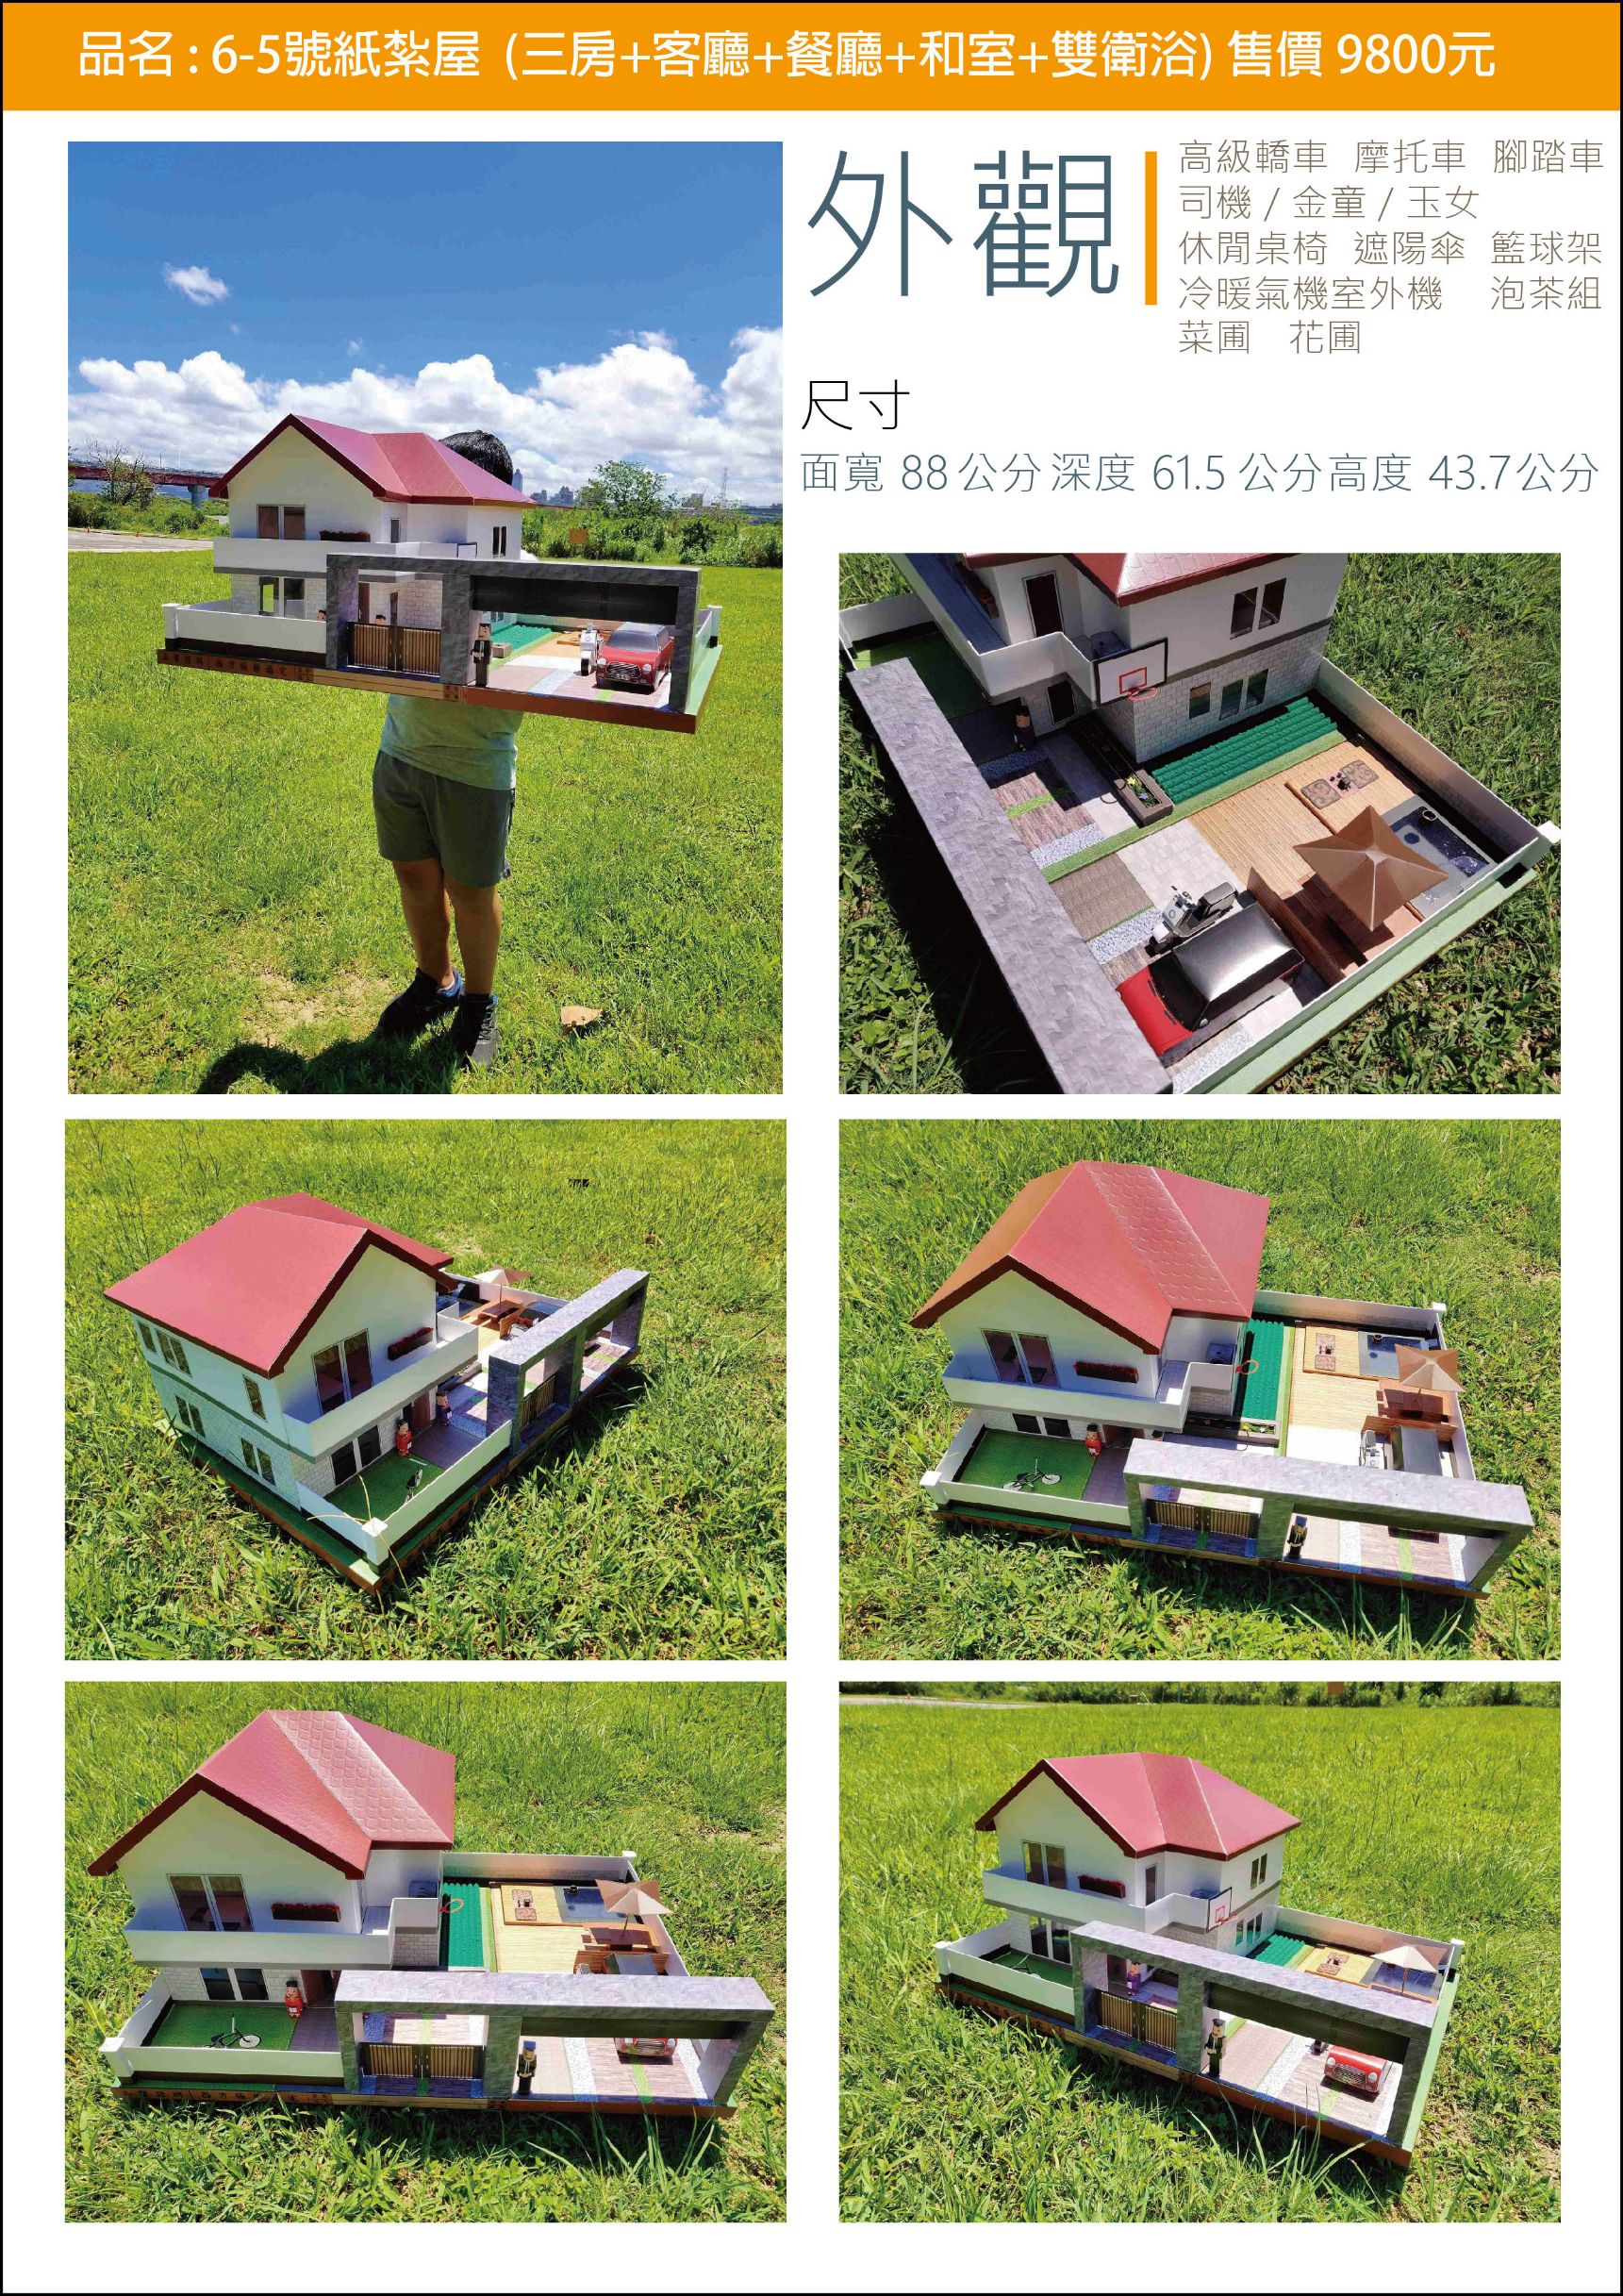 品名 : 6-5號紙紮屋 (三房+客廳+餐廳+和室+雙衛浴) 售價 9800元
外觀
高級轎車 摩托車 腳踏車
司機 / 金童 / 玉女
休閒桌椅 遮陽傘 籃球架
冷暖氣機室外機 泡茶組
菜圃 花圃
尺寸
面寬 88 公分 深度 61.5 公分 高度 43.7 公分